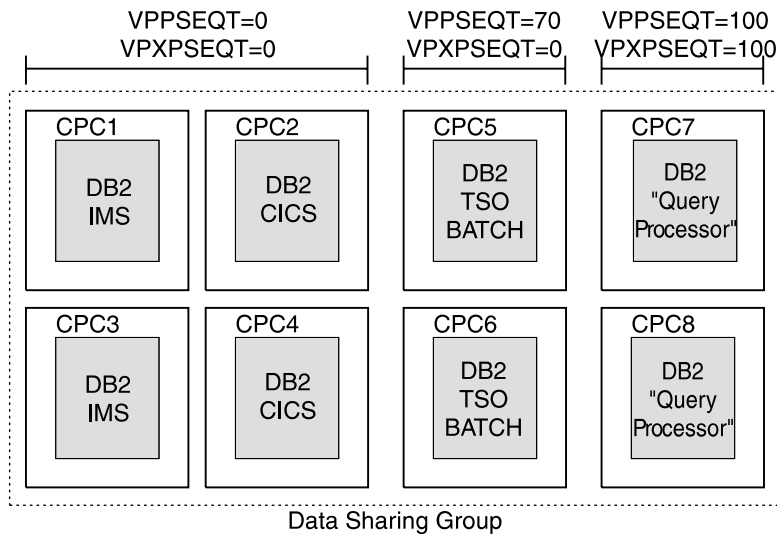 VPPSEQT=0
VPXPSEQT=0
VPPSEQT=70
VPXPSEQT=0
VPPSEQT=100
VPXPSEQT=100
CPC1
DB2
IMS
CPC2
DB2
CICS
CPC5
DB2
TSO
BATCH
CPC7
DB2
"Query
Processor"
CPC3
DB2
IMS
CPC4
DB2
CICS
CPC6
DB2
TSO
BATCH
CPC8
DB2
"Query
Processor"
Data Sharing Group